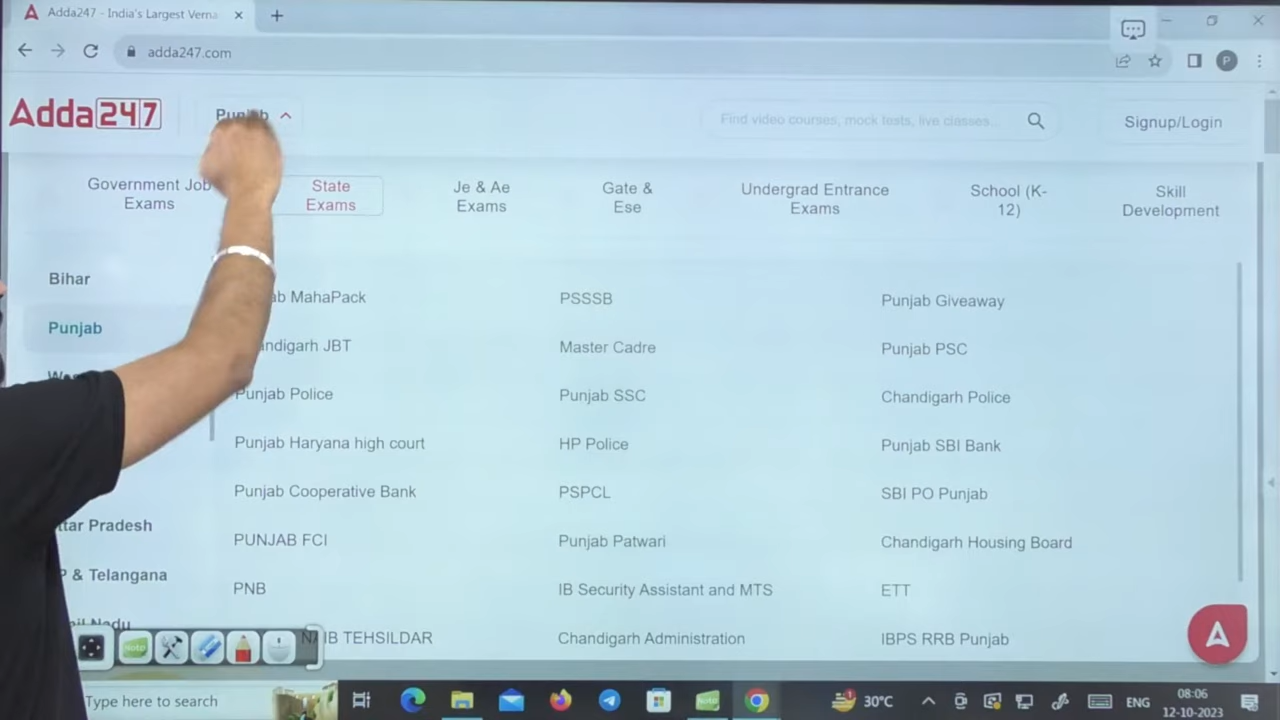 Adda247 - India's Largest Verna
adda247.com
Adda247
Find video courses, mock tests, live classes...
Signup/Login
Government Job
Exams
State
Exams
Je & Ae
Exams
Gate &
Ese
Undergrad Entrance
Exams
School (K-
12)
Skill
Development
Bihar
MahaPack
PSSSB
Punjab Giveaway
Punjab
JBT
Master Cadre
Punjab PSC
Punjab Police
Punjab SSC
Chandigarh Police
Punjab Haryana high court
HP Police
Punjab SBI Bank
Punjab Cooperative Bank
PSPCL
SBI PO Punjab
Pradesh
PUNJAB FCI
Punjab Patwari
Chandigarh Housing Board
& Telangana
PNB
IB Security Assistant and MTS
ETT
TEHSILDAR
Chandigarh Administration
IBPS RRB Punjab
Note
Type here to search
Note
30°C
ENG
08:06
12-10-2023